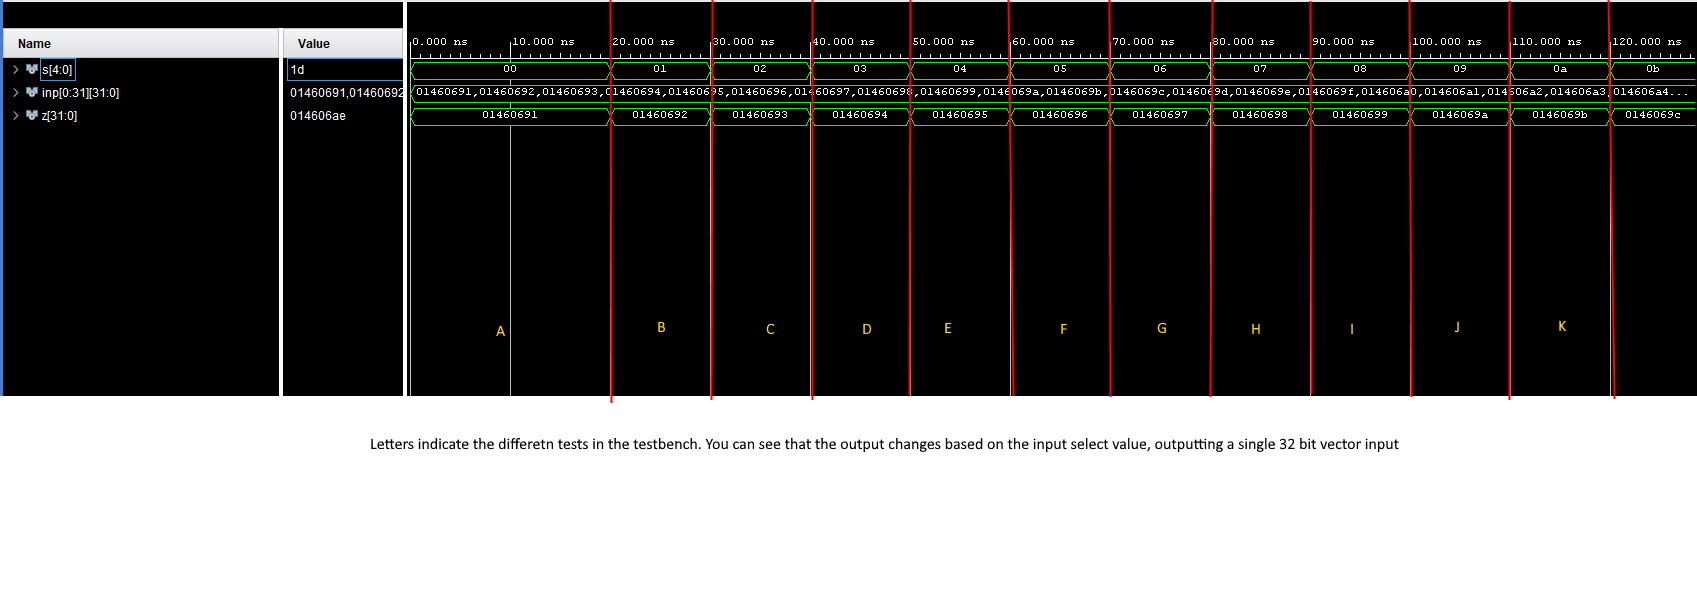 Name Value 0.000 ns 10.000 ns 20.000 ns 30.000 ns 40.000 ns 50.000 ns 60.000 ns 70.000 ns 80.000 ns 90.000 ns 100.000 ns 110.000 ns 120.000 ns
s[4:0] 1d 00 01 02 03 04 05 06 07 08 09 0a 0b
inp[0:31][31:0] 01460691,01460692 01460691,01460692,01460693,01460694,01460695,01460696,01460697,01460698,01460699,0146069a,0146069b,0146069c,0146069d,0146069e,0146069f,014606a0,014606a1,014606a2,014606a3,014606a4...
z[31:0] 014606ae 01460691 01460692 01460693 01460694 01460695 01460696 01460697 01460698 01460699 0146069a 0146069b 0146069c
A B C D E F G H I J K
Letters indicate the differetn tests in the testbench. You can see that the output changes based on the input select value, outputting a single 32 bit vector input